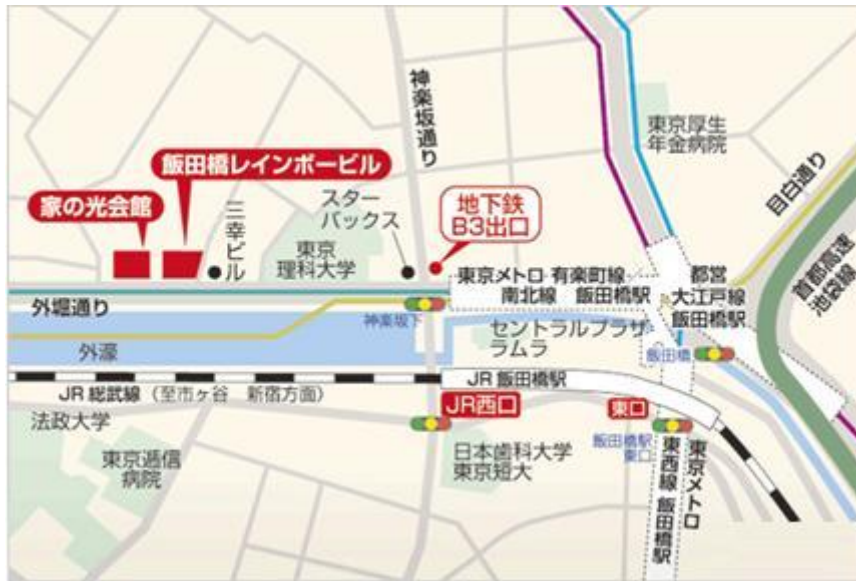 神楽坂通り
東京厚生
年金病院
目白通り
飯田橋レインボービル
家の光会館
三幸ビル
スター
バックス
地下鉄
B3出口
東京
理科大学
東京メトロ 有楽町線
南北線 飯田橋駅
都営
大江戸線
飯田橋駅
首都高速
池袋線
外堀通り
神楽坂下
セントラルプラザ
ラムラ
飯田橋
外濠
JR 飯田橋駅
JR 総武線（至市ヶ谷 新宿方面）
JR西口
東口
法政大学
東京逓信
病院
日本歯科大学
東京短大
飯田橋駅
東口
東京メトロ
東西線 飯田橋駅